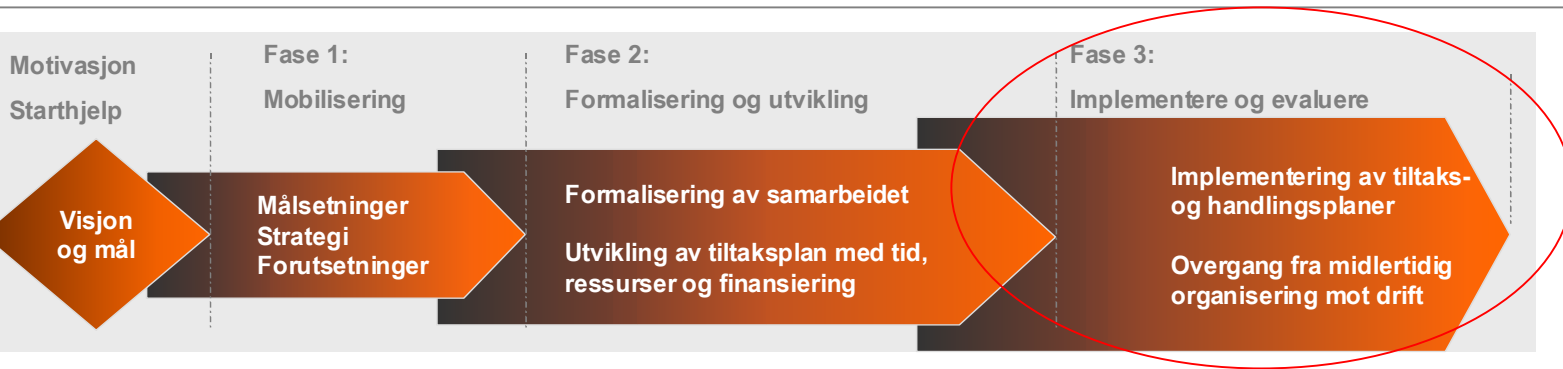 Motivasjon
Starthjelp
Fase 1:
Mobilisering
Fase 2:
Formalisering og utvikling
Fase 3:
Implementere og evaluere
Visjon
og mål
Målsetninger
Strategi
Forutsetninger
Formalisering av samarbeidet
Utvikling av tiltaksplan med tid,
ressurser og finansiering
Implementering av tiltaks-
og handlingsplaner
Overgang fra midlertidig
organisering mot drift